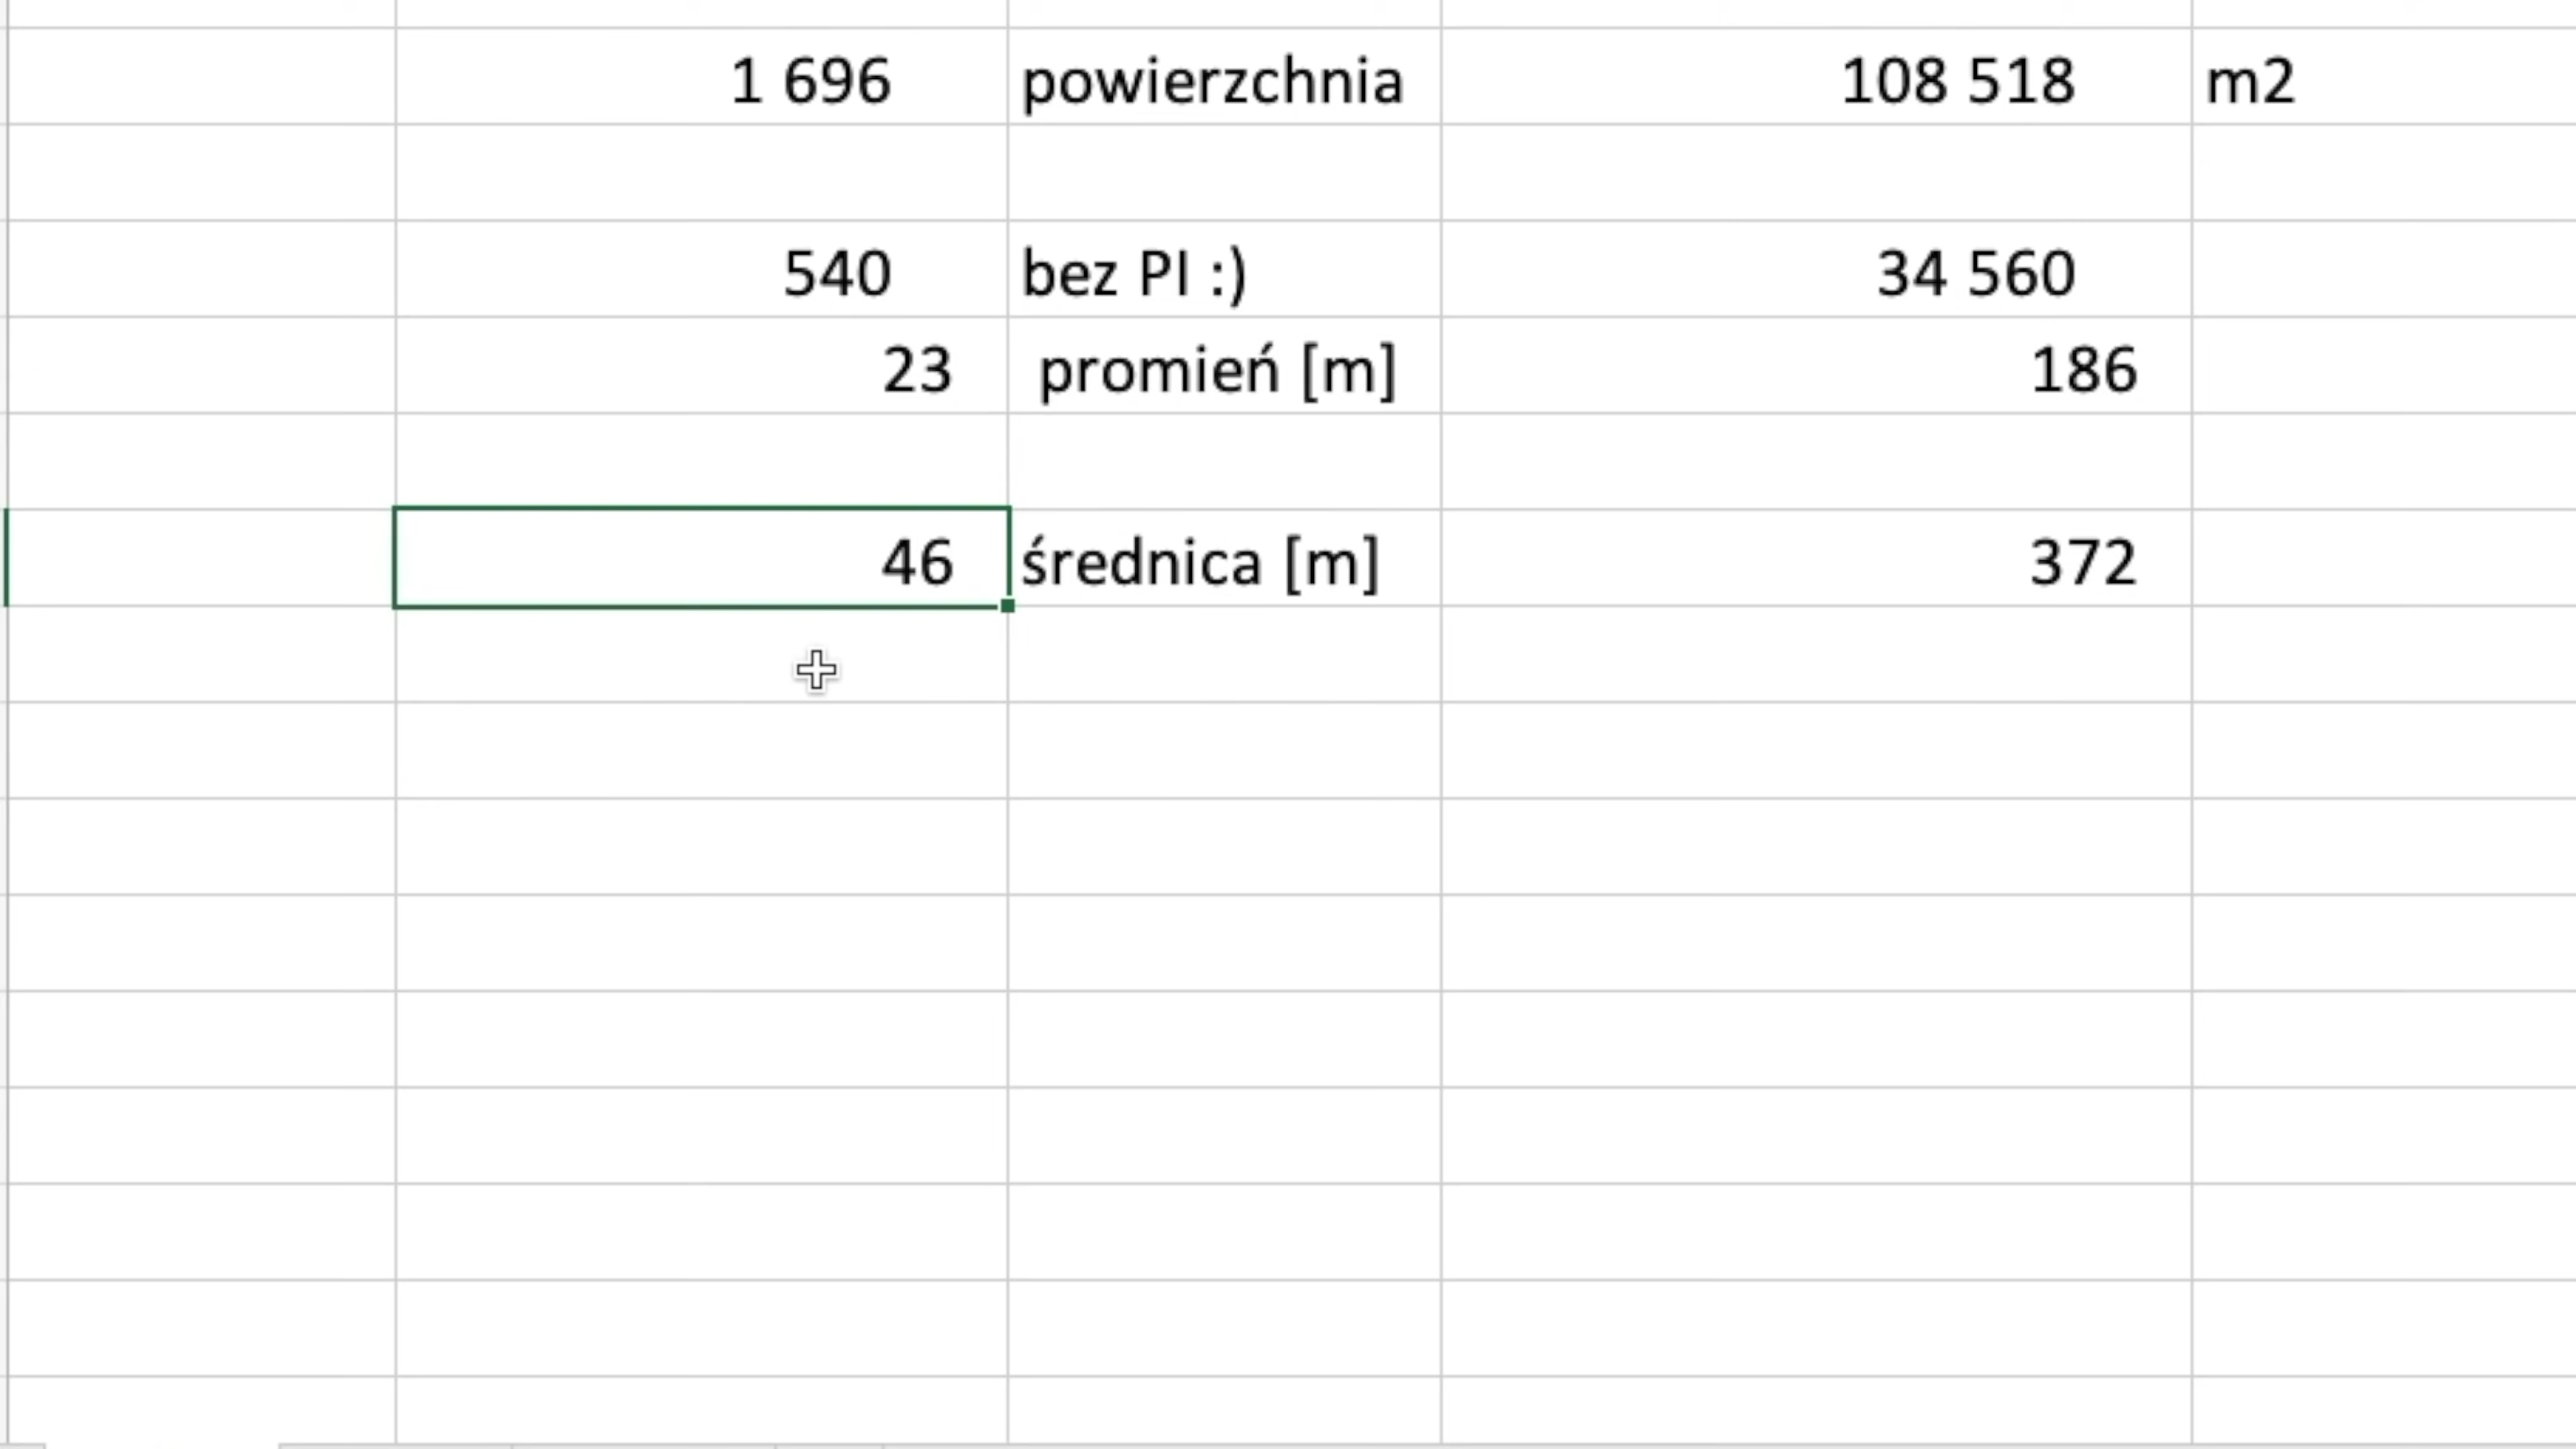 1 696 powierzchnia 108 518 m2
540 bez PI :) 34 560
23 promień [m] 186
46 średnica [m] 372